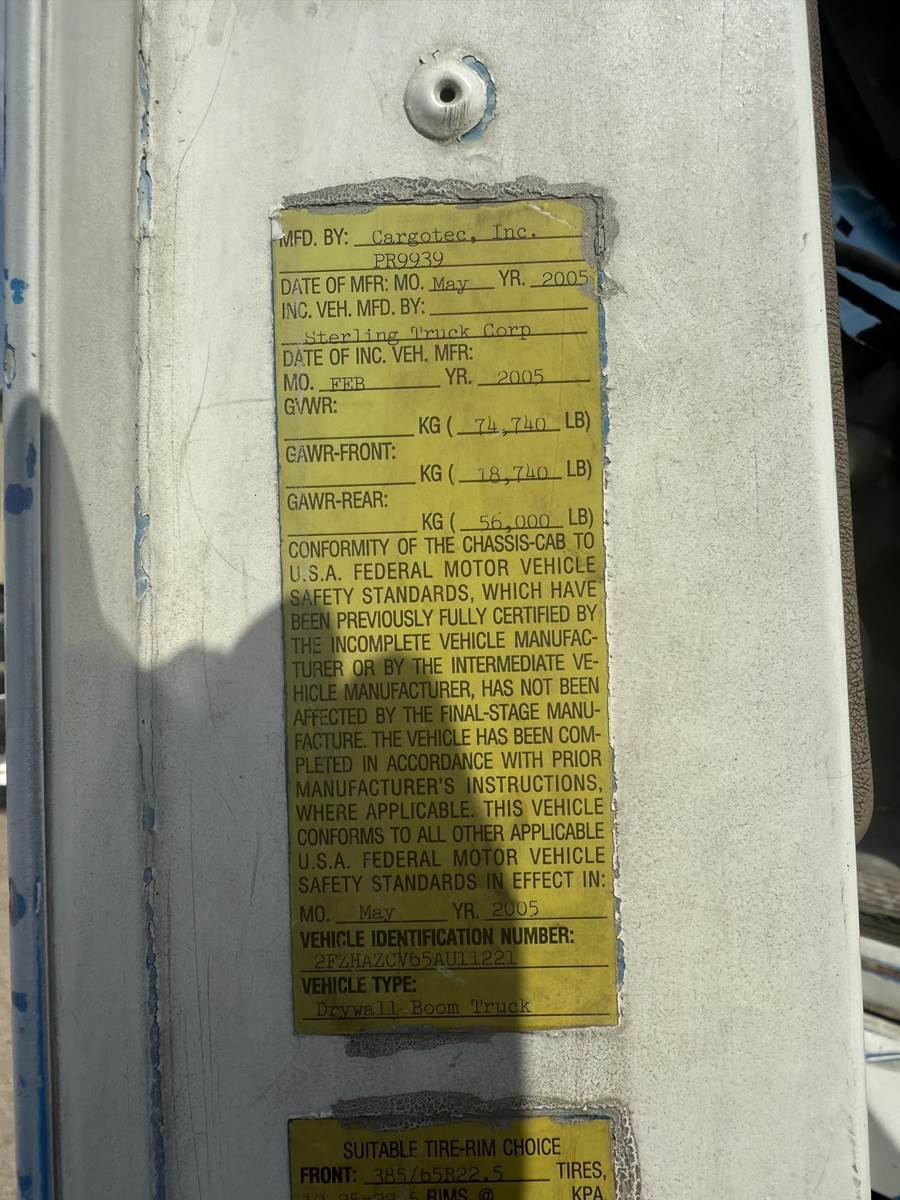 MFD. BY: Cargotec, Inc.
PR9939
DATE OF MFR: MO. May YR. 2005
INC. VEH. MFD. BY:
Sterling Truck Corp
DATE OF INC. VEH. MFR:
MO. FEB YR. 2005
GVWR:
KG ( 74,740 LB)
GAWR-FRONT:
KG ( 18,740 LB)
GAWR-REAR:
KG ( 56,000 LB)
CONFORMITY OF THE CHASSIS-CAB TO
U.S.A. FEDERAL MOTOR VEHICLE
SAFETY STANDARDS, WHICH HAVE
BEEN PREVIOUSLY FULLY CERTIFIED BY
THE INCOMPLETE VEHICLE MANUFAC-
TURER OR BY THE INTERMEDIATE VE-
HICLE MANUFACTURER, HAS NOT BEEN
AFFECTED BY THE FINAL-STAGE MANU-
FACTURE. THE VEHICLE HAS BEEN COM-
PLETED IN ACCORDANCE WITH PRIOR
MANUFACTURER'S INSTRUCTIONS,
WHERE APPLICABLE. THIS VEHICLE
CONFORMS TO ALL OTHER APPLICABLE
U.S.A. FEDERAL MOTOR VEHICLE
SAFETY STANDARDS IN EFFECT IN:
MO. May YR. 2005
VEHICLE IDENTIFICATION NUMBER:
2FZHAZCV65AU11221
VEHICLE TYPE:
Drywall Boom Truck
SUITABLE TIRE-RIM CHOICE
FRONT: 385/65R22.5 TIRES,
RIMS @ KPA